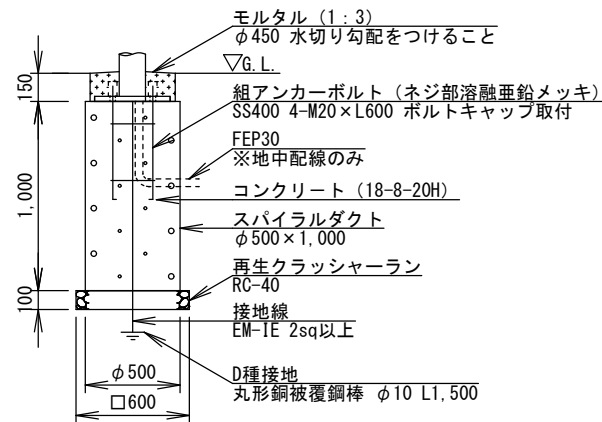 モルタル (1：3)
φ450 水切り勾配をつけること
▽G.L.
150
組アンカーボルト (ネジ部溶融亜鉛メッキ)
SS400 4-M20×L600 ボルトキャップ取付
FEP30
※地中配線のみ
1,000
コンクリート (18-8-20H)
スパイラルダクト
φ500×1,000
再生クラッシャーラン
RC-40
100
接地線
EM-IE 2sq以上
D種接地
丸形銅被覆鋼棒 φ10 L1,500
φ500
□600